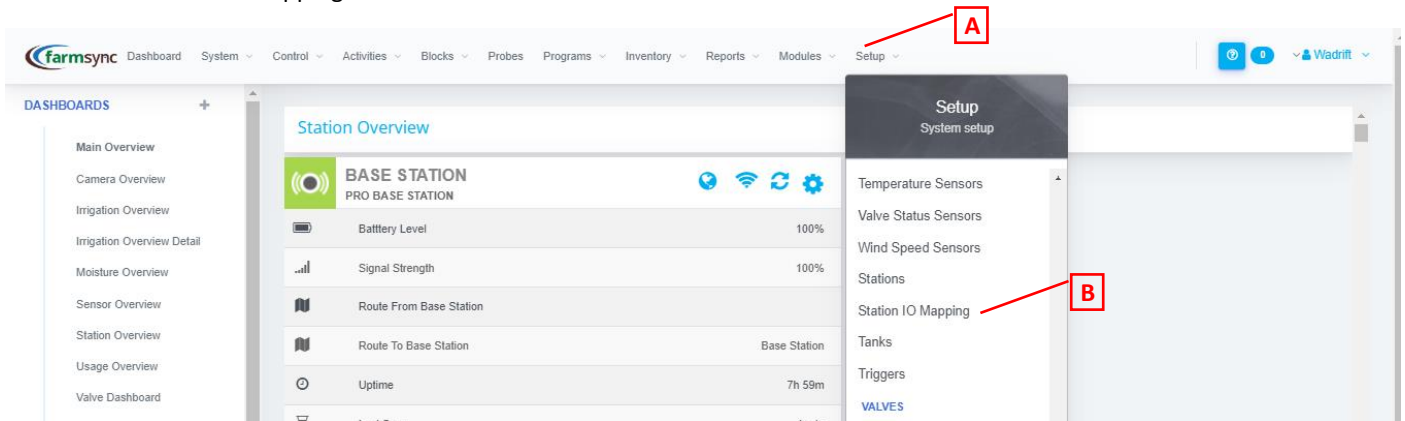 A
farmsync Dashboard System Control Activities Blocks Probes Programs Inventory Reports Modules Setup 0 Wadrift
DASHBOARDS +
Main Overview
Camera Overview
Irrigation Overview
Irrigation Overview Detail
Moisture Overview
Sensor Overview
Station Overview
Usage Overview
Valve Dashboard
Station Overview
BASE STATION
PRO BASE STATION
Batttery Level 100%
Signal Strength 100%
Route From Base Station
Route To Base Station Base Station
Uptime 7h 59m
Setup
System setup
Temperature Sensors
Valve Status Sensors
Wind Speed Sensors
Stations
Station IO Mapping
B
Tanks
Triggers
VALVES